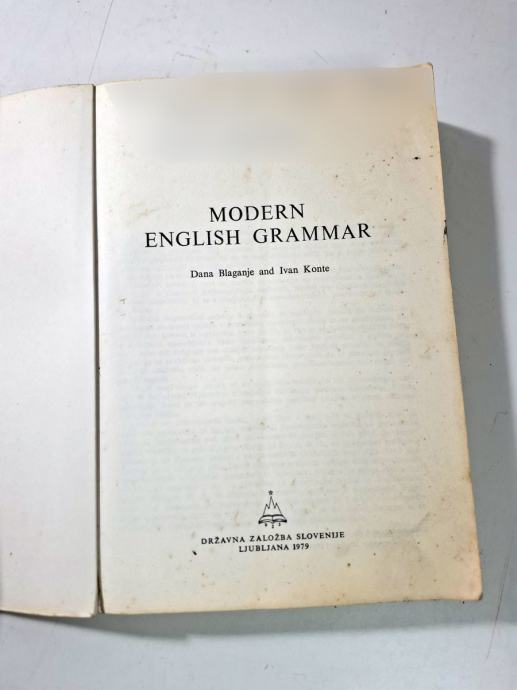 MODERN
ENGLISH GRAMMAR
Dana Blaganje and Ivan Konte
DRŽAVNA ZALOŽBA SLOVENIJE
LJUBLJANA 1979